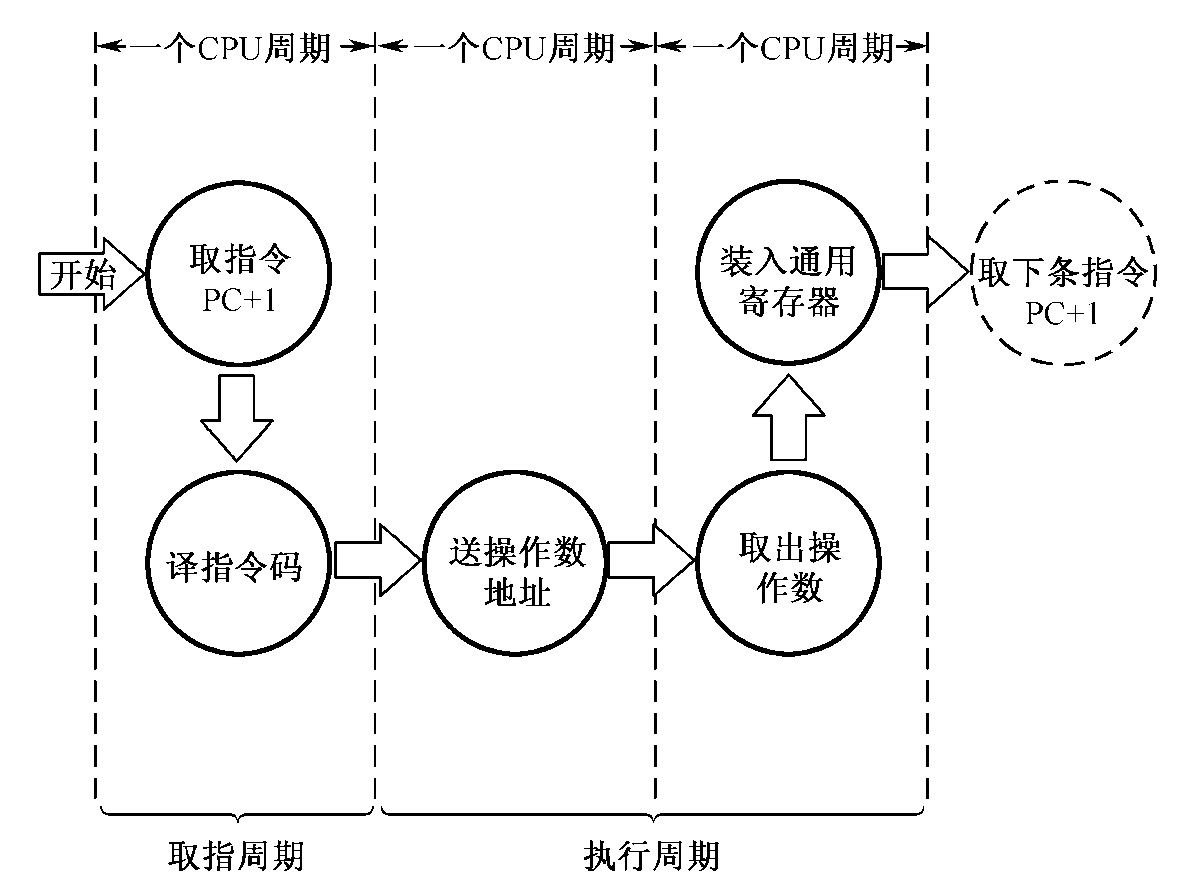 一个CPU周期
一个CPU周期
一个CPU周期
开始
取指令
PC+1
译指令码
送操作数
地址
取出操
作数
装入通用
寄存器
取下条指令
PC+1
取指周期
执行周期